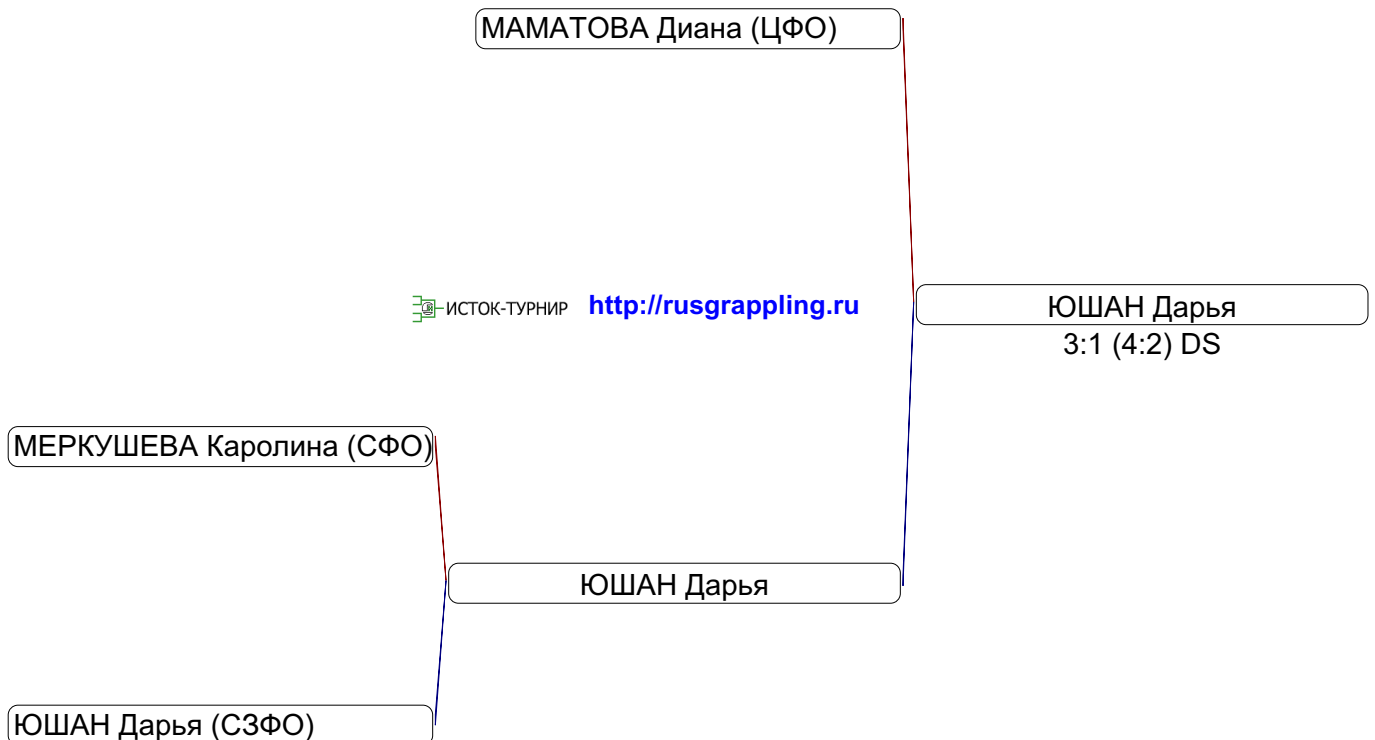 МАМАТОВА Диана (ЦФО)
ИСТОК-ТУРНИР http://rusgrappling.ru
ЮШАН Дарья
3:1 (4:2) DS
МЕРКУШЕВА Каролина (СФО)
ЮШАН Дарья
ЮШАН Дарья (СЗФО)